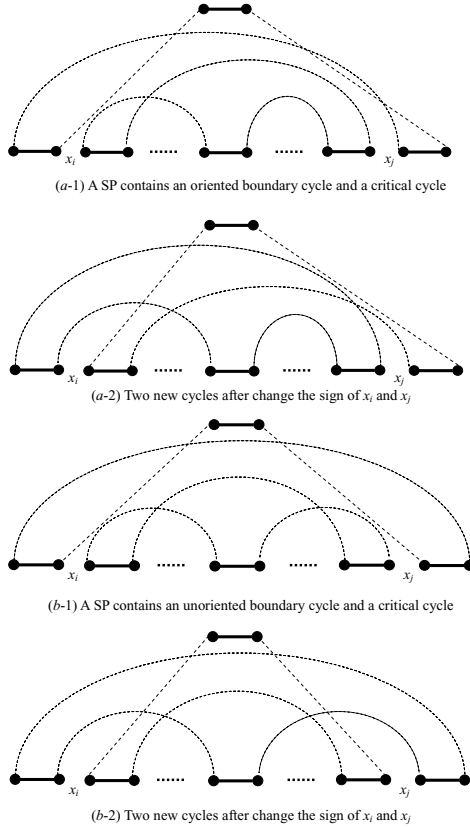 x_i x_j
(a-1) A SP contains an oriented boundary cycle and a critical cycle
x_i x_j
(a-2) Two new cycles after change the sign of x_i and x_j
x_i x_j
(b-1) A SP contains an unoriented boundary cycle and a critical cycle
x_i x_j
(b-2) Two new cycles after change the sign of x_i and x_j